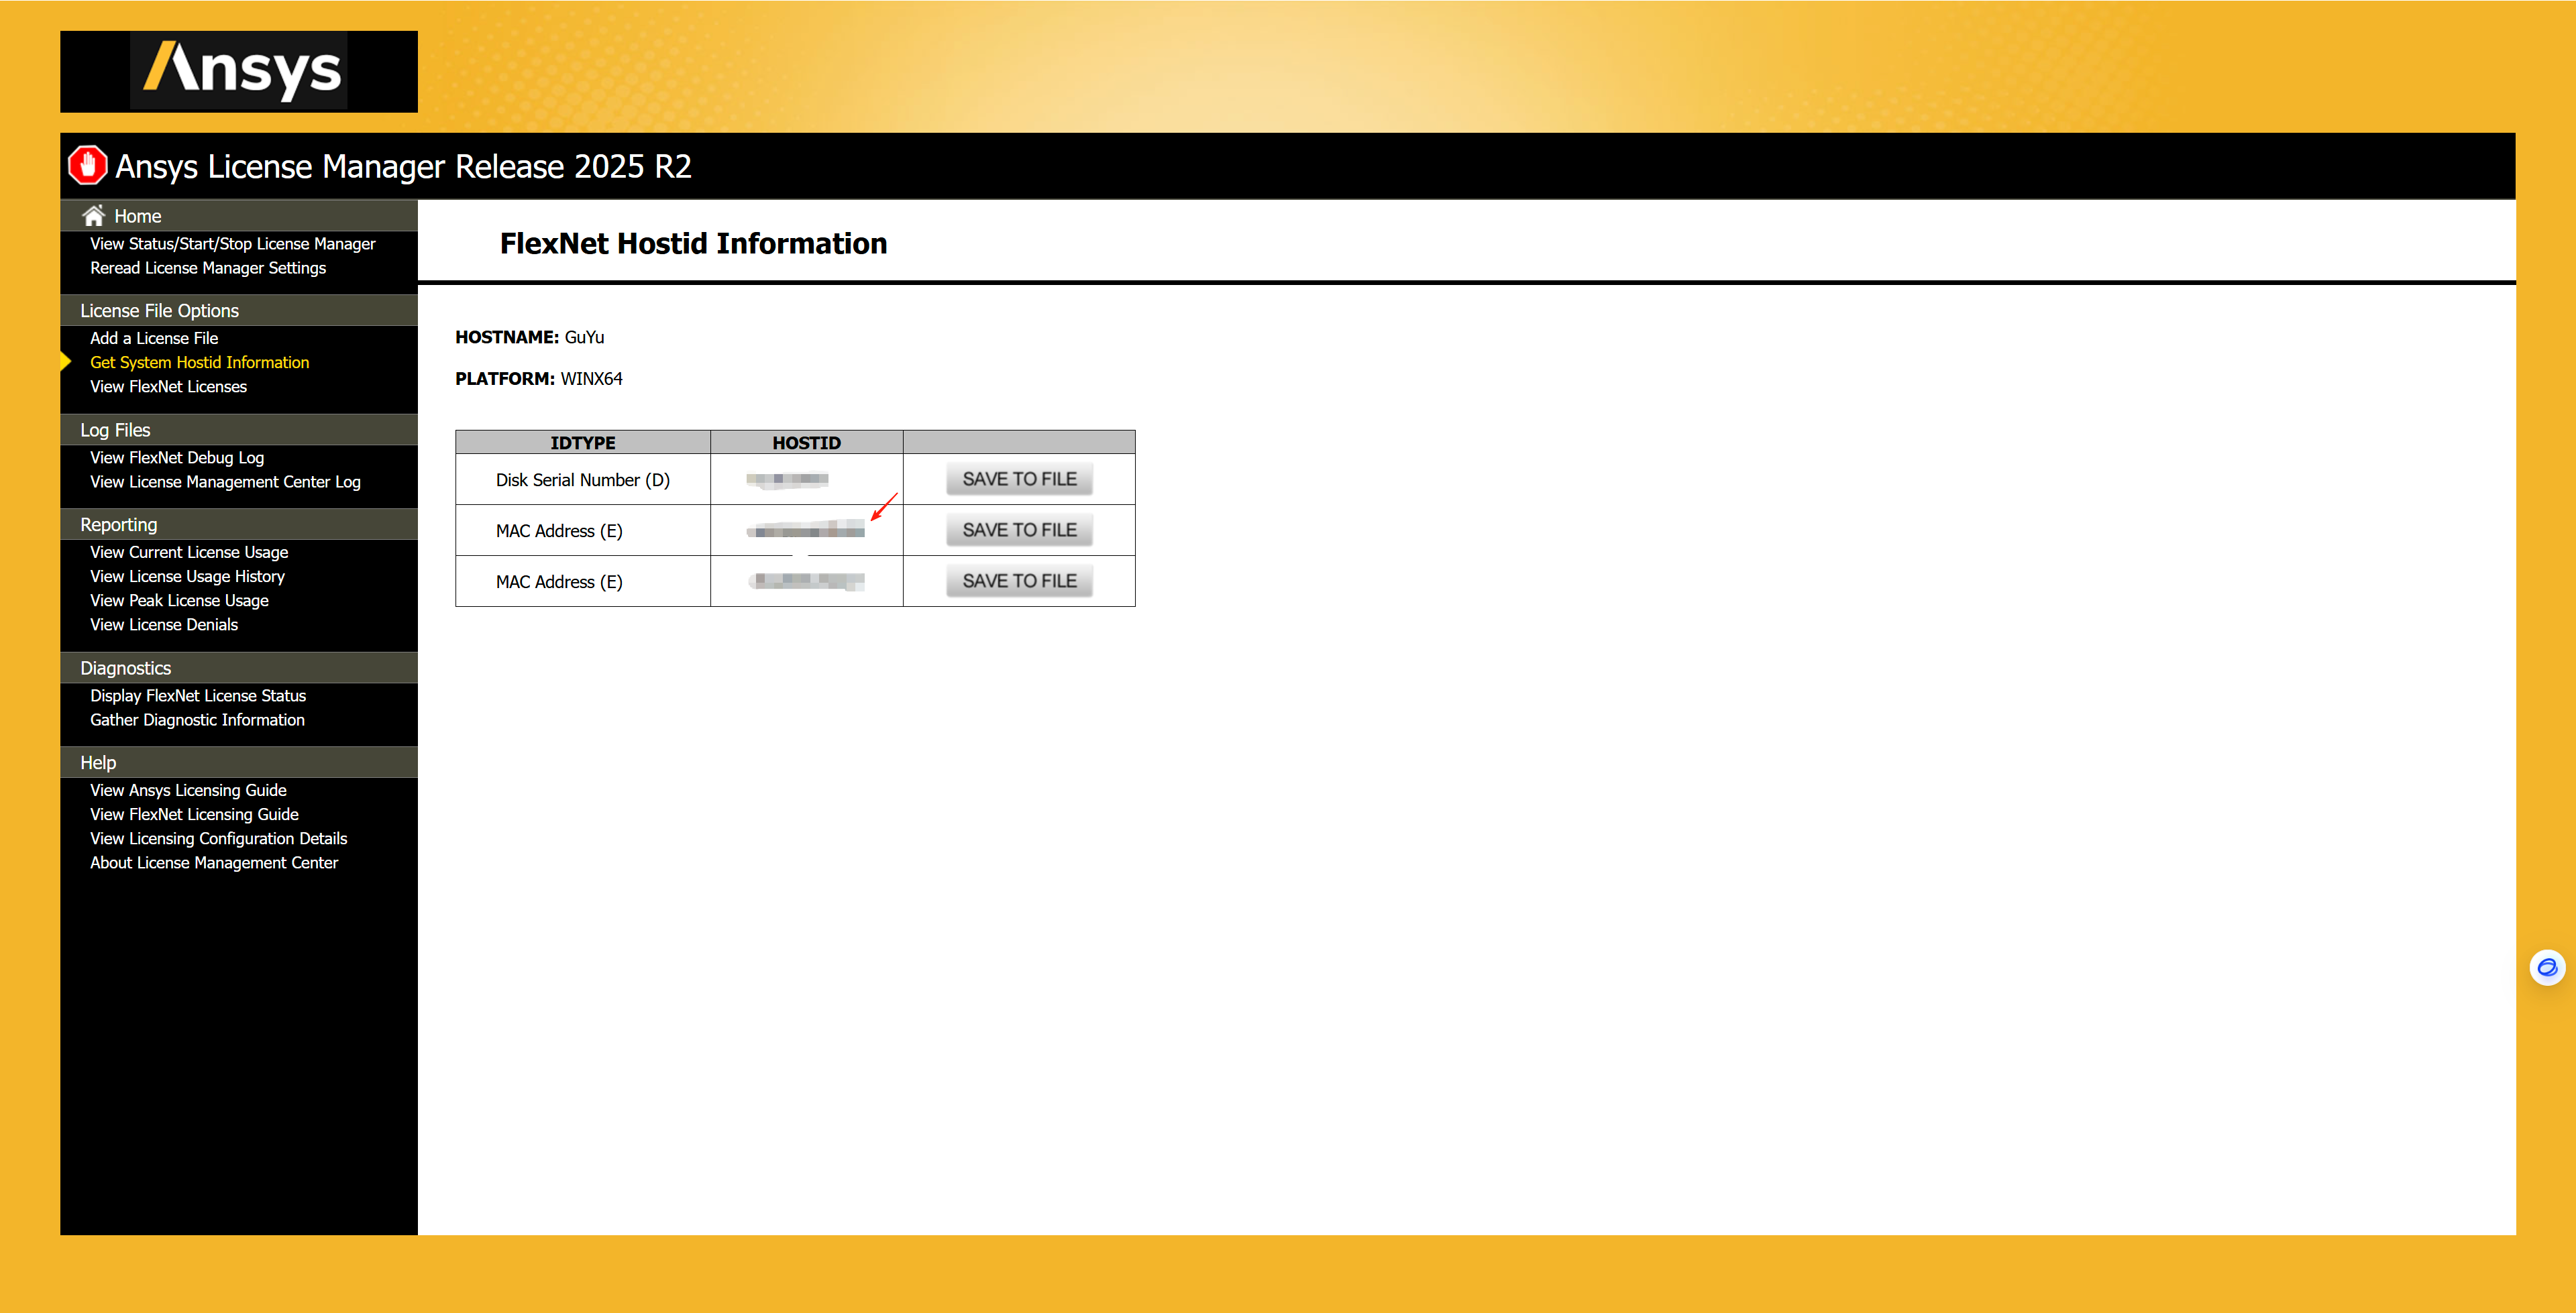 Ansys
Ansys License Manager Release 2025 R2
Home
View Status/Start/Stop License Manager
Reread License Manager Settings
License File Options
Add a License File
Get System Hostid Information
View FlexNet Licenses
Log Files
View FlexNet Debug Log
View License Management Center Log
Reporting
View Current License Usage
View License Usage History
View Peak License Usage
View License Denials
Diagnostics
Display FlexNet License Status
Gather Diagnostic Information
Help
View Ansys Licensing Guide
View FlexNet Licensing Guide
View Licensing Configuration Details
About License Management Center
FlexNet Hostid Information
HOSTNAME: GuYu
PLATFORM: WINX64
IDTYPE HOSTID
Disk Serial Number (D) SAVE TO FILE
MAC Address (E) SAVE TO FILE
MAC Address (E) SAVE TO FILE